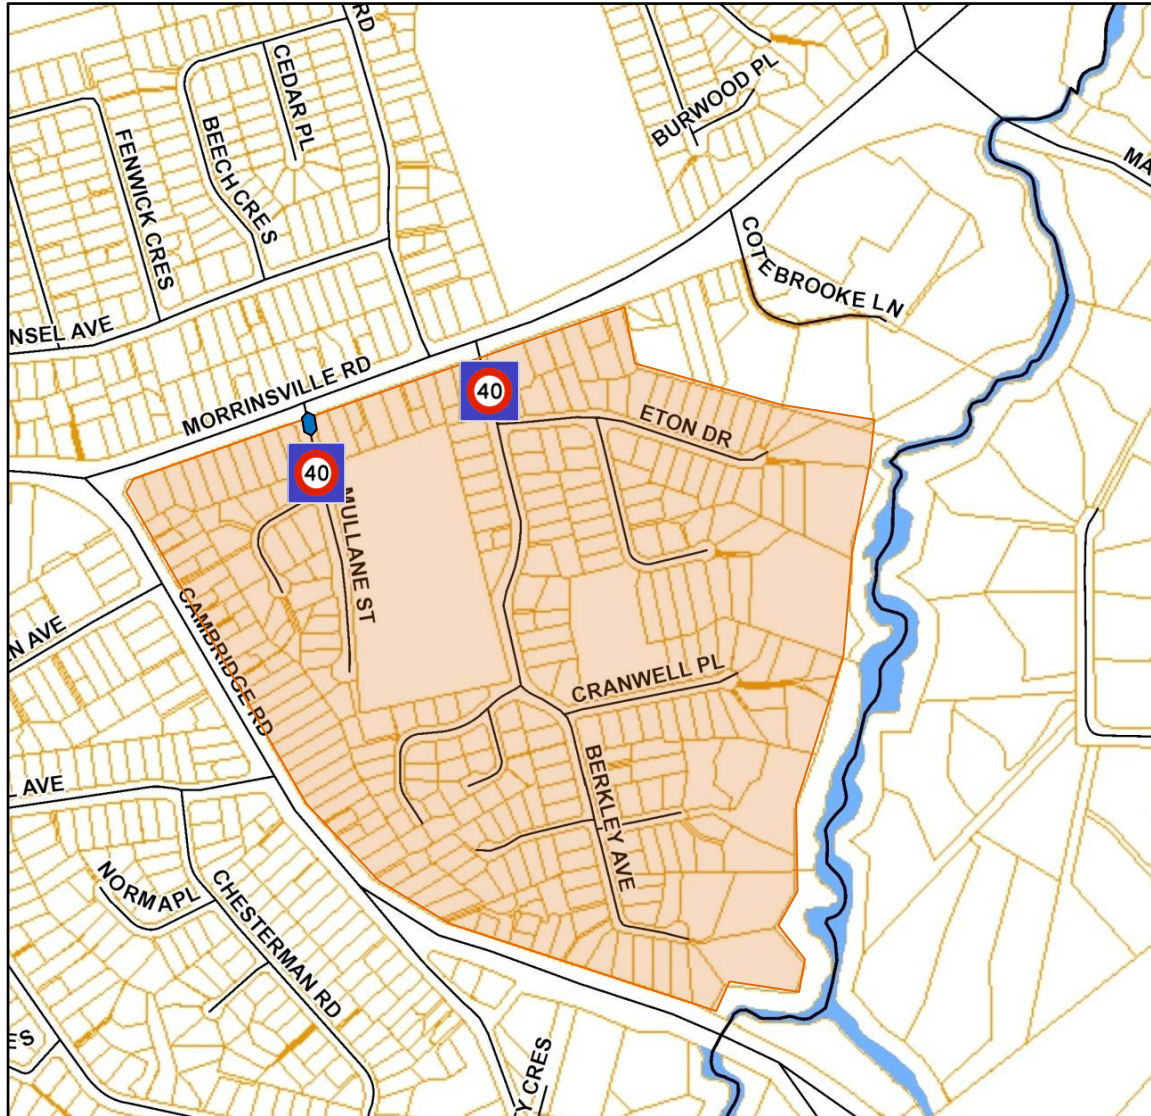 RD
CEDAR PL
BURWOOD PL
FENWICK CRES
BEECH CRES
MA
COTEBROOKE LN
NSEL AVE
MORRINSVILLE RD
40
ETON DR
40
MULLANE ST
CAMBRIDGE RD
N AVE
CRANWELL PL
BERKLEY AVE
L AVE
NORMA PL
CHESTERMAN RD
ES
Y CRES